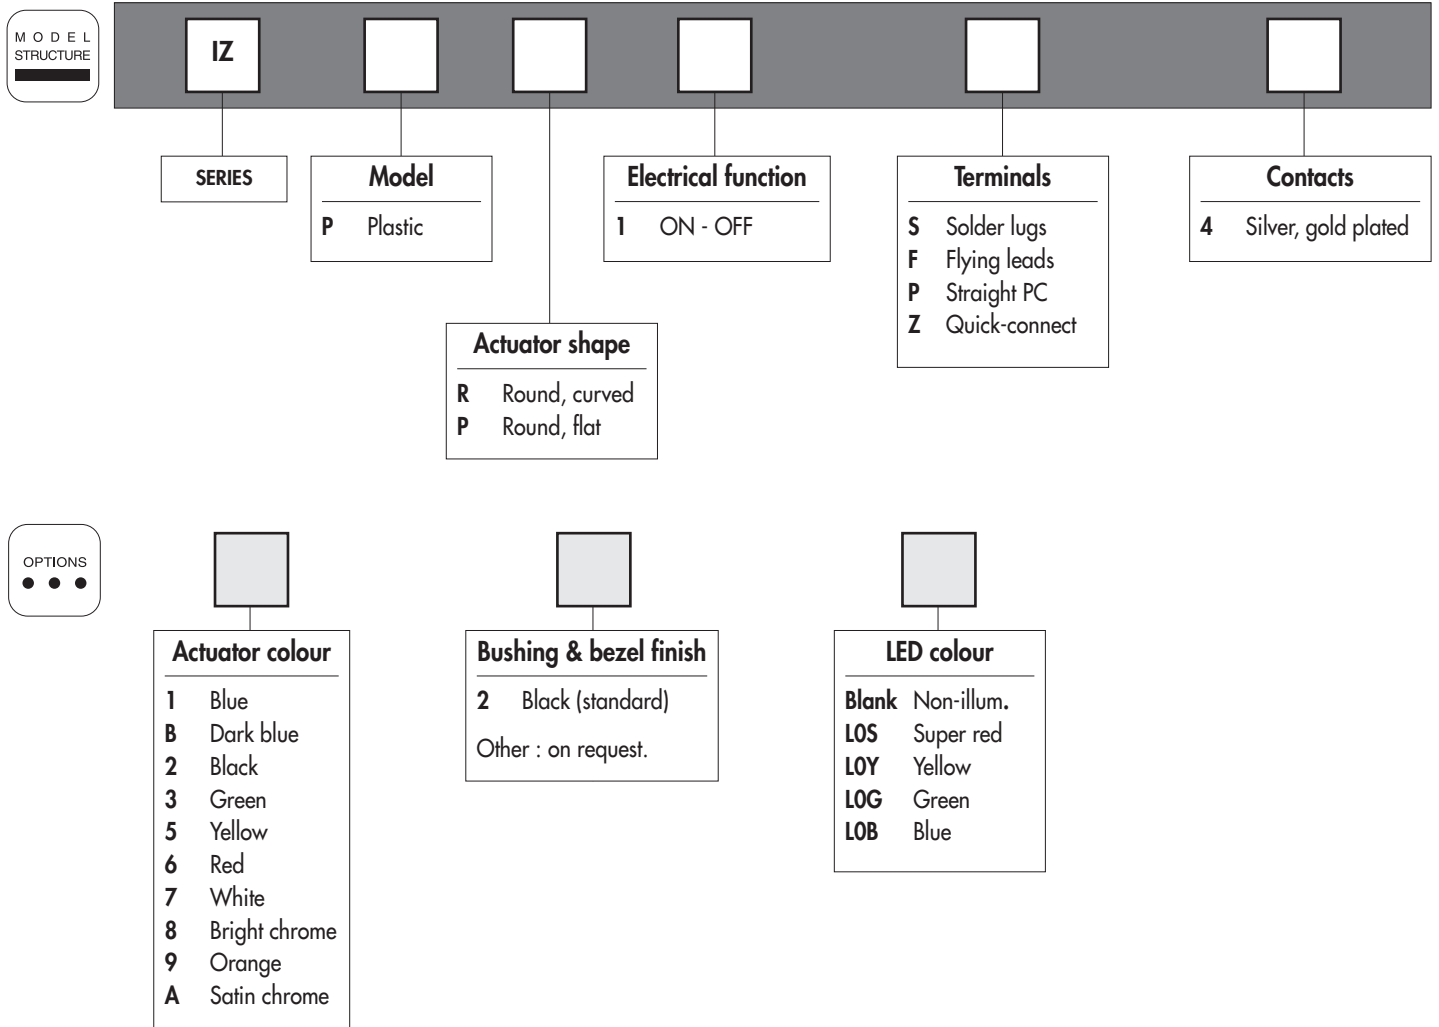 MODEL
STRUCTURE
IZ
SERIES
Model
P Plastic
Actuator shape
R Round, curved
P Round, flat
Electrical function
1 ON - OFF
Terminals
S Solder lugs
F Flying leads
P Straight PC
Z Quick-connect
Contacts
4 Silver, gold plated
OPTIONS
Actuator colour
1 Blue
B Dark blue
2 Black
3 Green
5 Yellow
6 Red
7 White
8 Bright chrome
9 Orange
A Satin chrome
Bushing & bezel finish
2 Black (standard)
Other : on request.
LED colour
Blank Non-illum.
L0S Super red
L0Y Yellow
L0G Green
L0B Blue